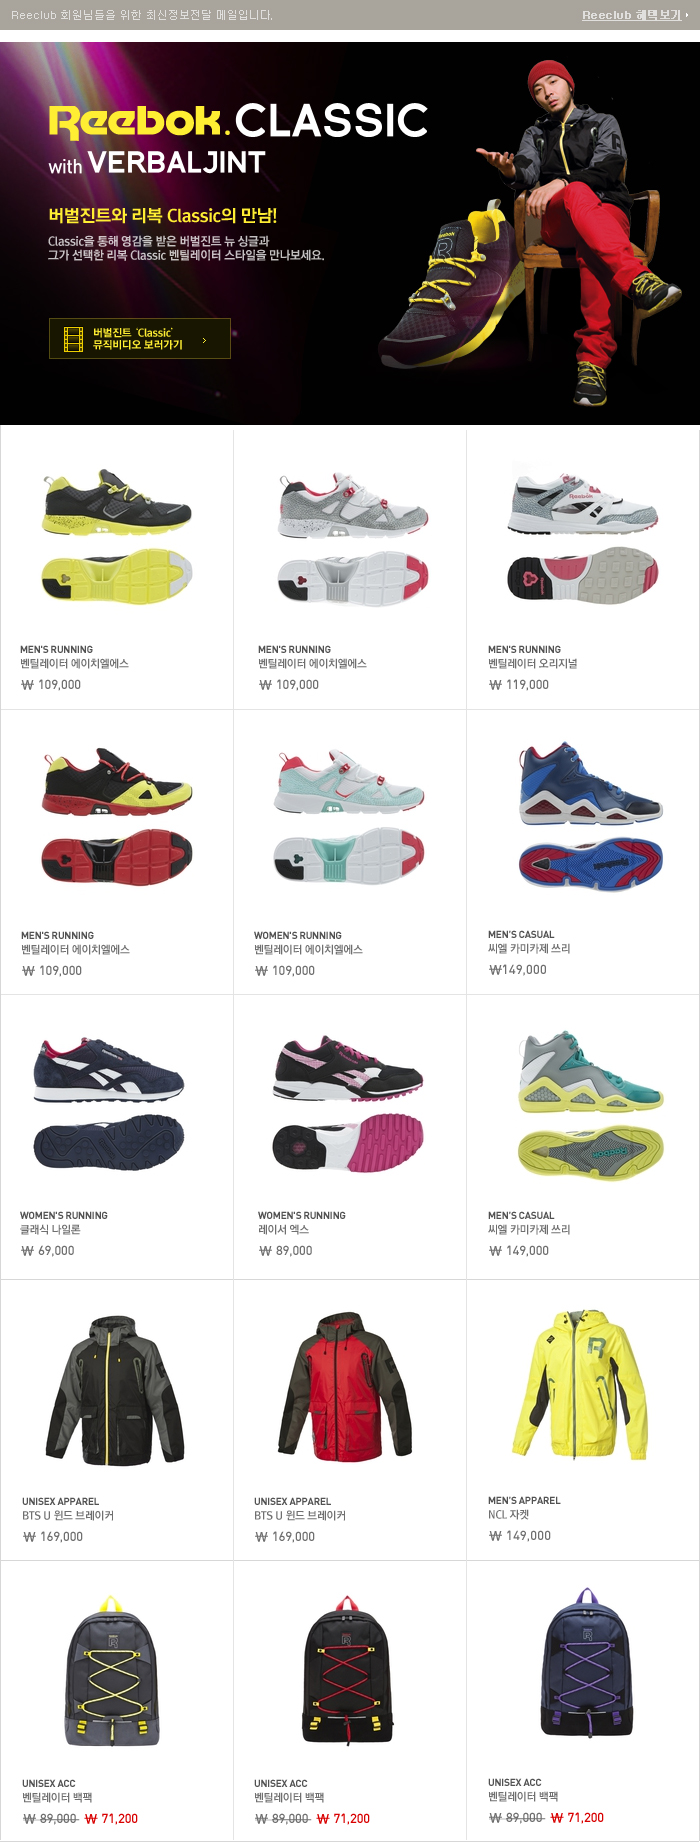 Reeclub 회원님들을 위한 최신정보전달 메일입니다.
Reeclub 혜택보기
Reebok.CLASSIC
with VERBALJINT
버벌진트와 리복 Classic의 만남!
Classic을 통해 영감을 받은 버벌진트 뉴 싱글과
그가 선택한 리복 Classic 벤틸레이터 스타일을 만나보세요.
버벌진트 'Classic'
뮤직비디오 보러가기
MEN'S RUNNING
벤틸레이터 에이치엘에스
₩ 109,000
MEN'S RUNNING
벤틸레이터 에이치엘에스
₩ 109,000
MEN'S RUNNING
벤틸레이터 오리지널
₩ 119,000
MEN'S RUNNING
벤틸레이터 에이치엘에스
₩ 109,000
WOMEN'S RUNNING
벤틸레이터 에이치엘에스
₩ 109,000
MEN'S CASUAL
씨엘 카미카제 쓰리
₩149,000
WOMEN'S RUNNING
클래식 나일론
₩ 69,000
WOMEN'S RUNNING
레이서 엑스
₩ 89,000
MEN'S CASUAL
씨엘 카미카제 쓰리
₩ 149,000
UNISEX APPAREL
BTS U 윈드 브레이커
₩ 169,000
UNISEX APPAREL
BTS U 윈드 브레이커
₩ 169,000
MEN'S APPAREL
NCL 자켓
₩ 149,000
UNISEX ACC
벤틸레이터 백팩
₩ 89,000 ₩ 71,200
UNISEX ACC
벤틸레이터 백팩
₩ 89,000 ₩ 71,200
UNISEX ACC
벤틸레이터 백팩
₩ 89,000 ₩ 71,200